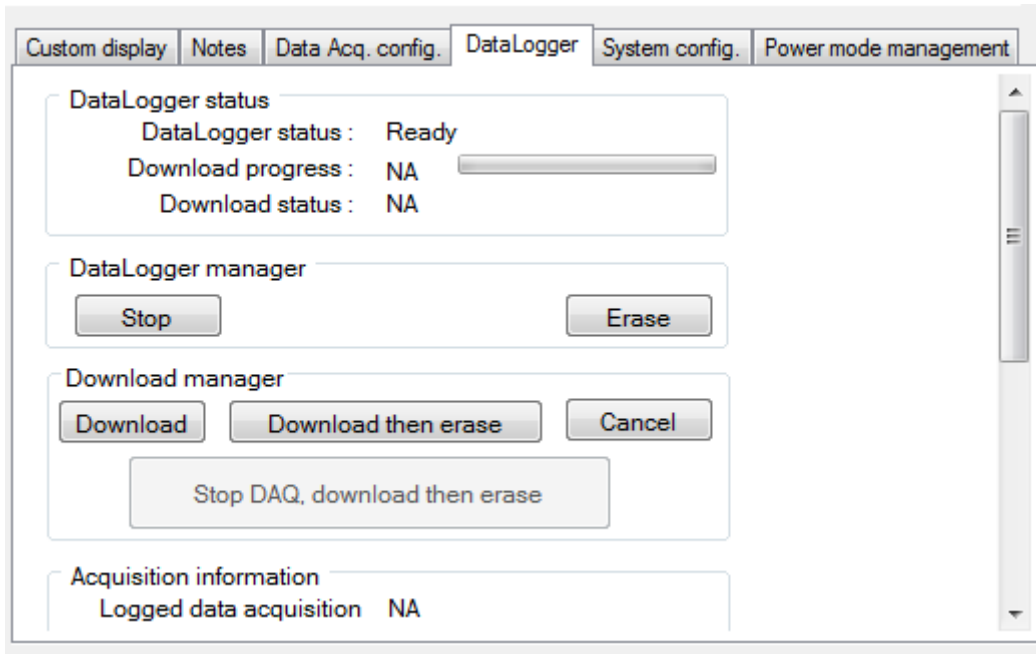 Custom display Notes Data Acq. config. DataLogger System config. Power mode management
DataLogger status
DataLogger status : Ready
Download progress : NA
Download status : NA
DataLogger manager
Stop Erase
Download manager
Download Download then erase Cancel
Stop DAQ, download then erase
Acquisition information
Logged data acquisition NA